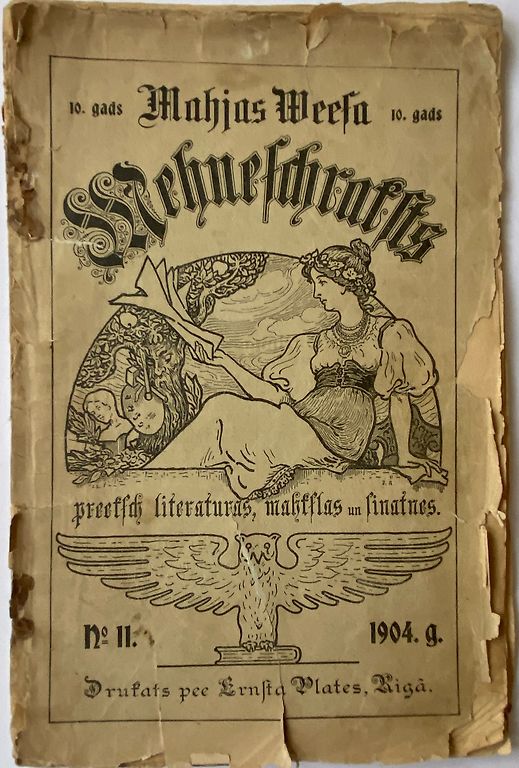 10. gads Mahjas Weeſa 10. gads
Mehneſchrakſts
preekſch literaturas, mahkſlas un ſinatnes.
№ 11. 1904. g.
Drukats pee Ernſta Plates, Rigâ.